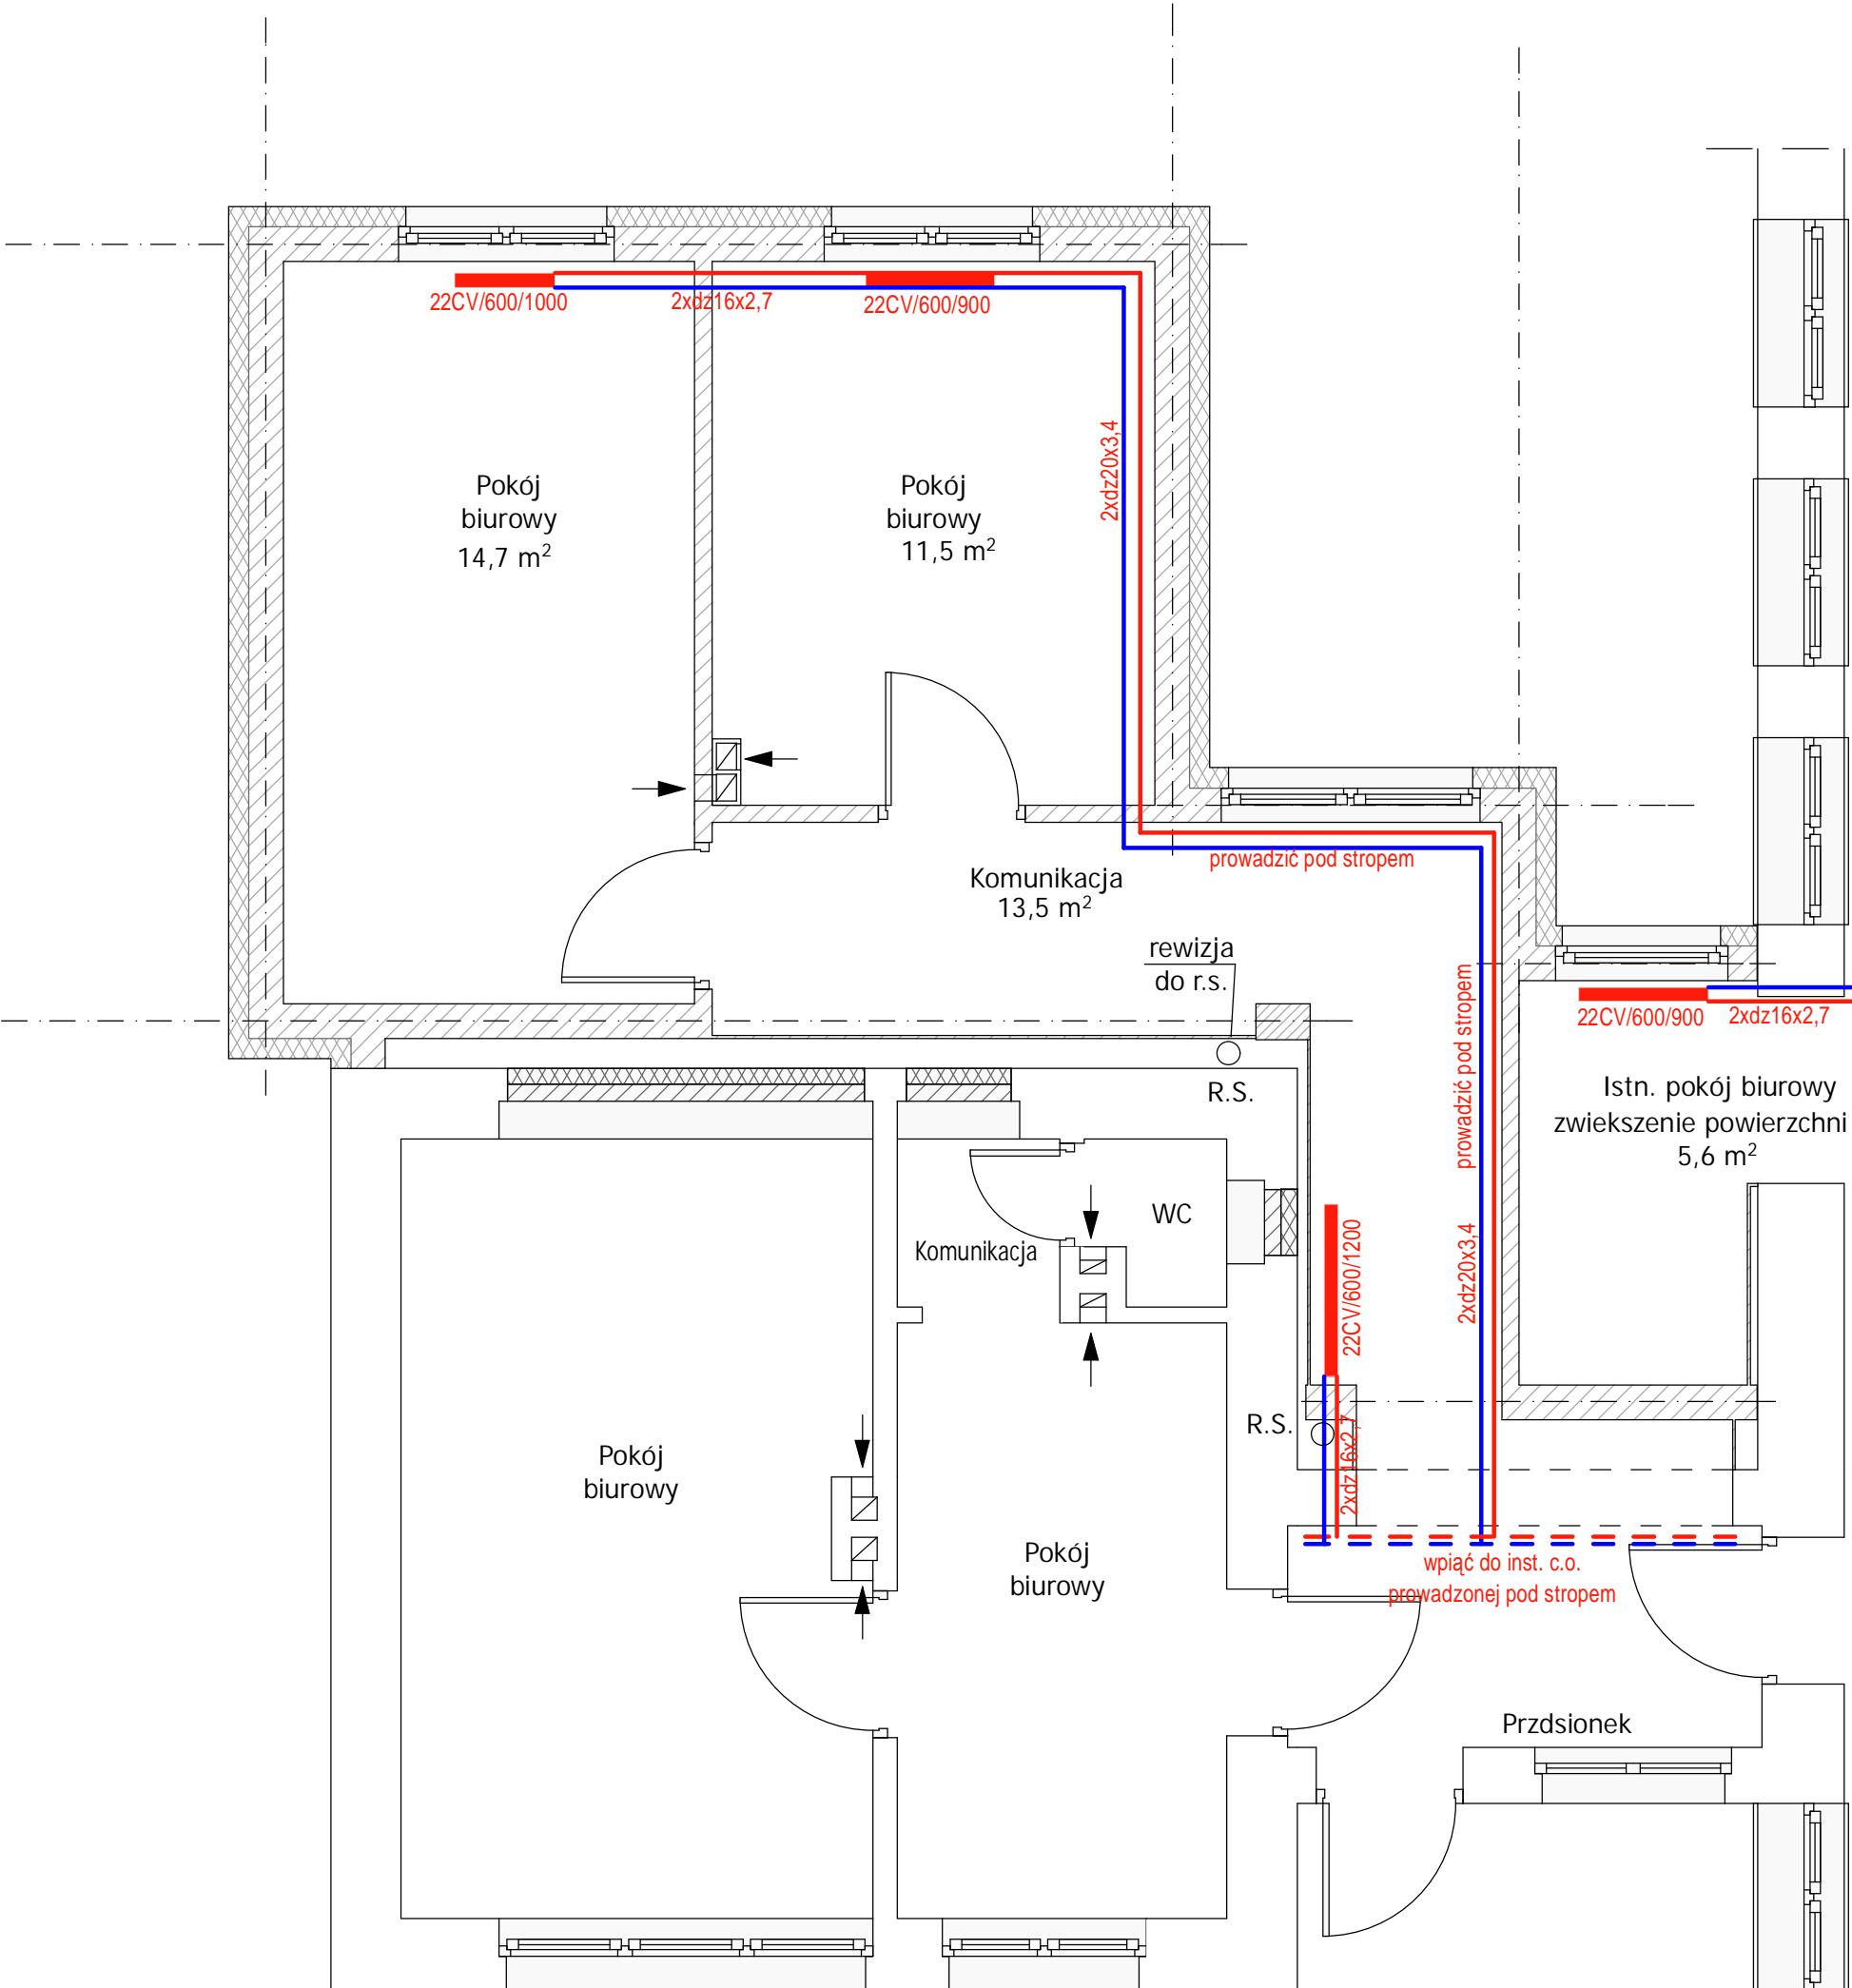 22CV/600/1000
2xdz16x2,7
22CV/600/900
2xdz20x3,4
Pokój
biurowy
14,7 m²
Pokój
biurowy
11,5 m²
prowadzić pod stropem
Komunikacja
13,5 m²
rewizja
do r.s.
prowadzić pod stropem
22CV/600/900
2xdz16x2,7
R.S.
Istn. pokój biurowy
zwiekszenie powierzchni
5,6 m²
WC
Komunikacja
22CV/600/1200
2xdz20x3,4
R.S.
2xdz16x2,7
Pokój
biurowy
Pokój
biurowy
wpiąć do inst. c.o.
prowadzonej pod stropem
Przdsionek